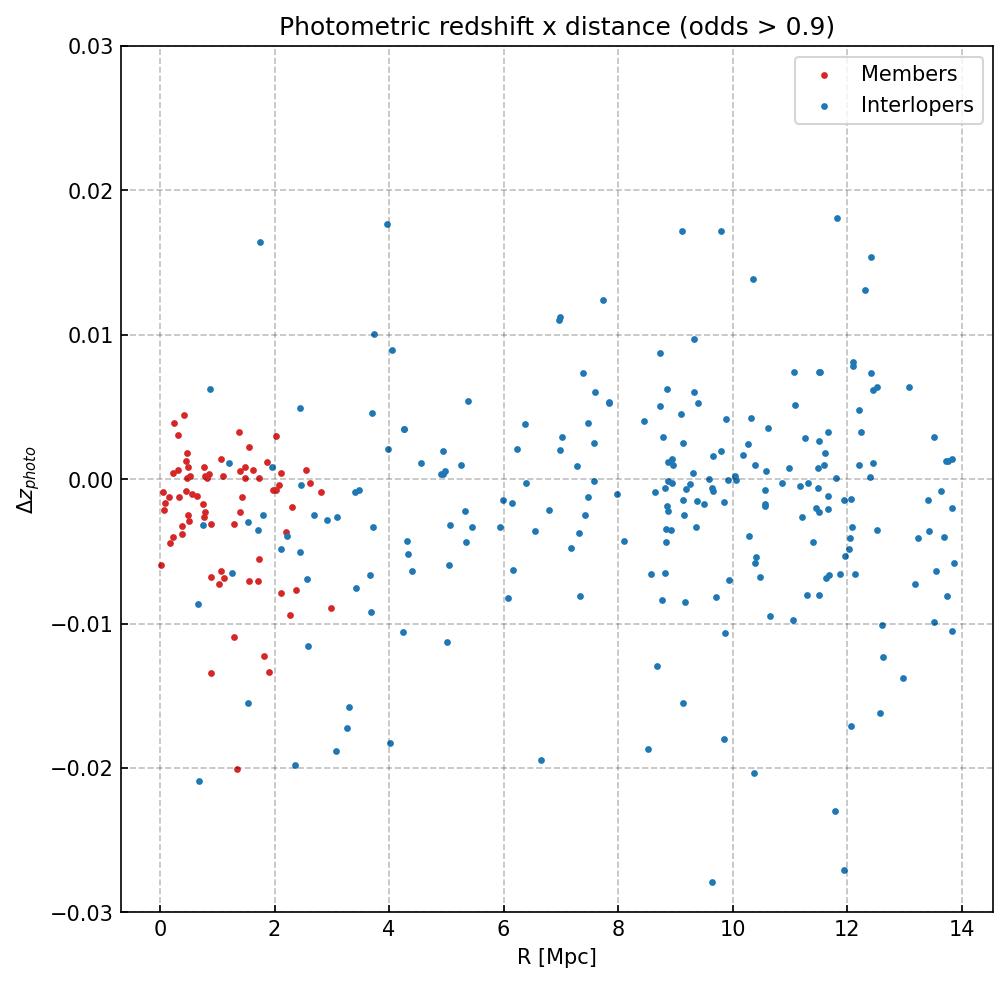 Photometric redshift x distance (odds > 0.9)
Members
Interlopers
0.03
0.02
0.01
0.00
−0.01
−0.02
−0.03
Δz_photo
0 2 4 6 8 10 12 14
R [Mpc]